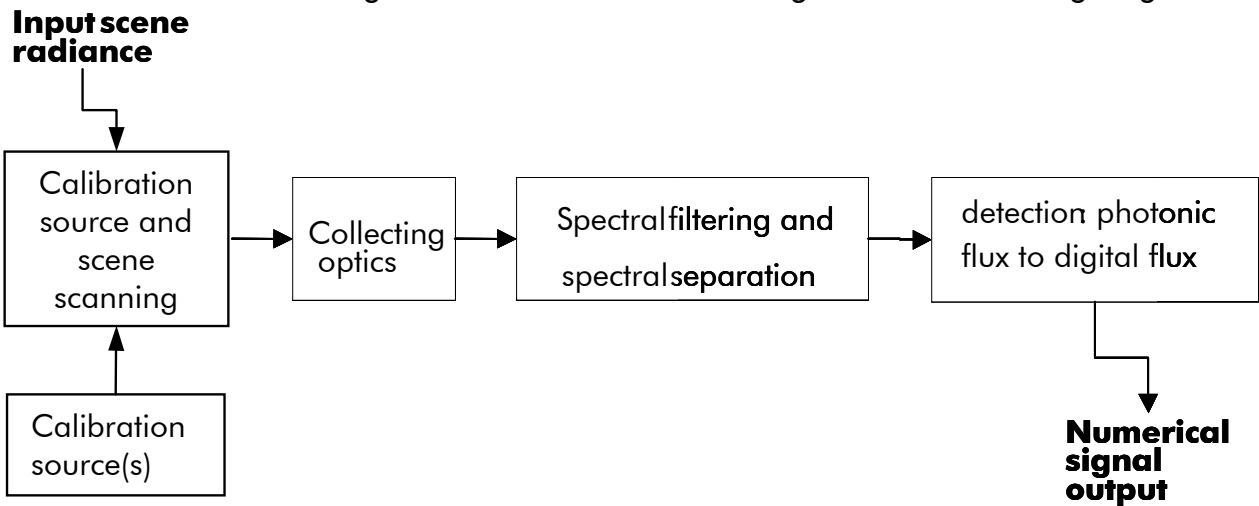 Input scene
radiance
Calibration
source and
scene
scanning
Collecting
optics
Spectral filtering and
spectral separation
detection: photonic
flux to digital flux
Calibration
source(s)
Numerical
signal
output